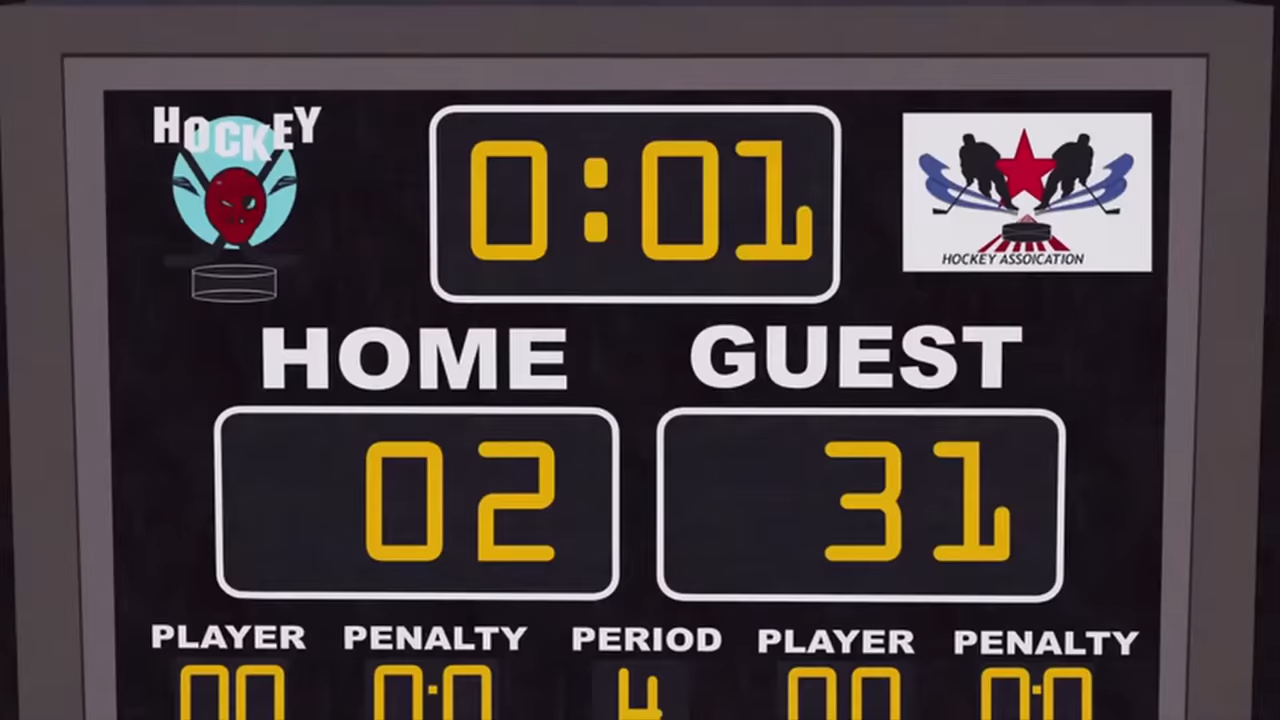 HOCKEY
0:01
HOCKEY ASSOICATION
HOME GUEST
02 31
PLAYER PENALTY PERIOD PLAYER PENALTY
00 0:0 4 00 0:0